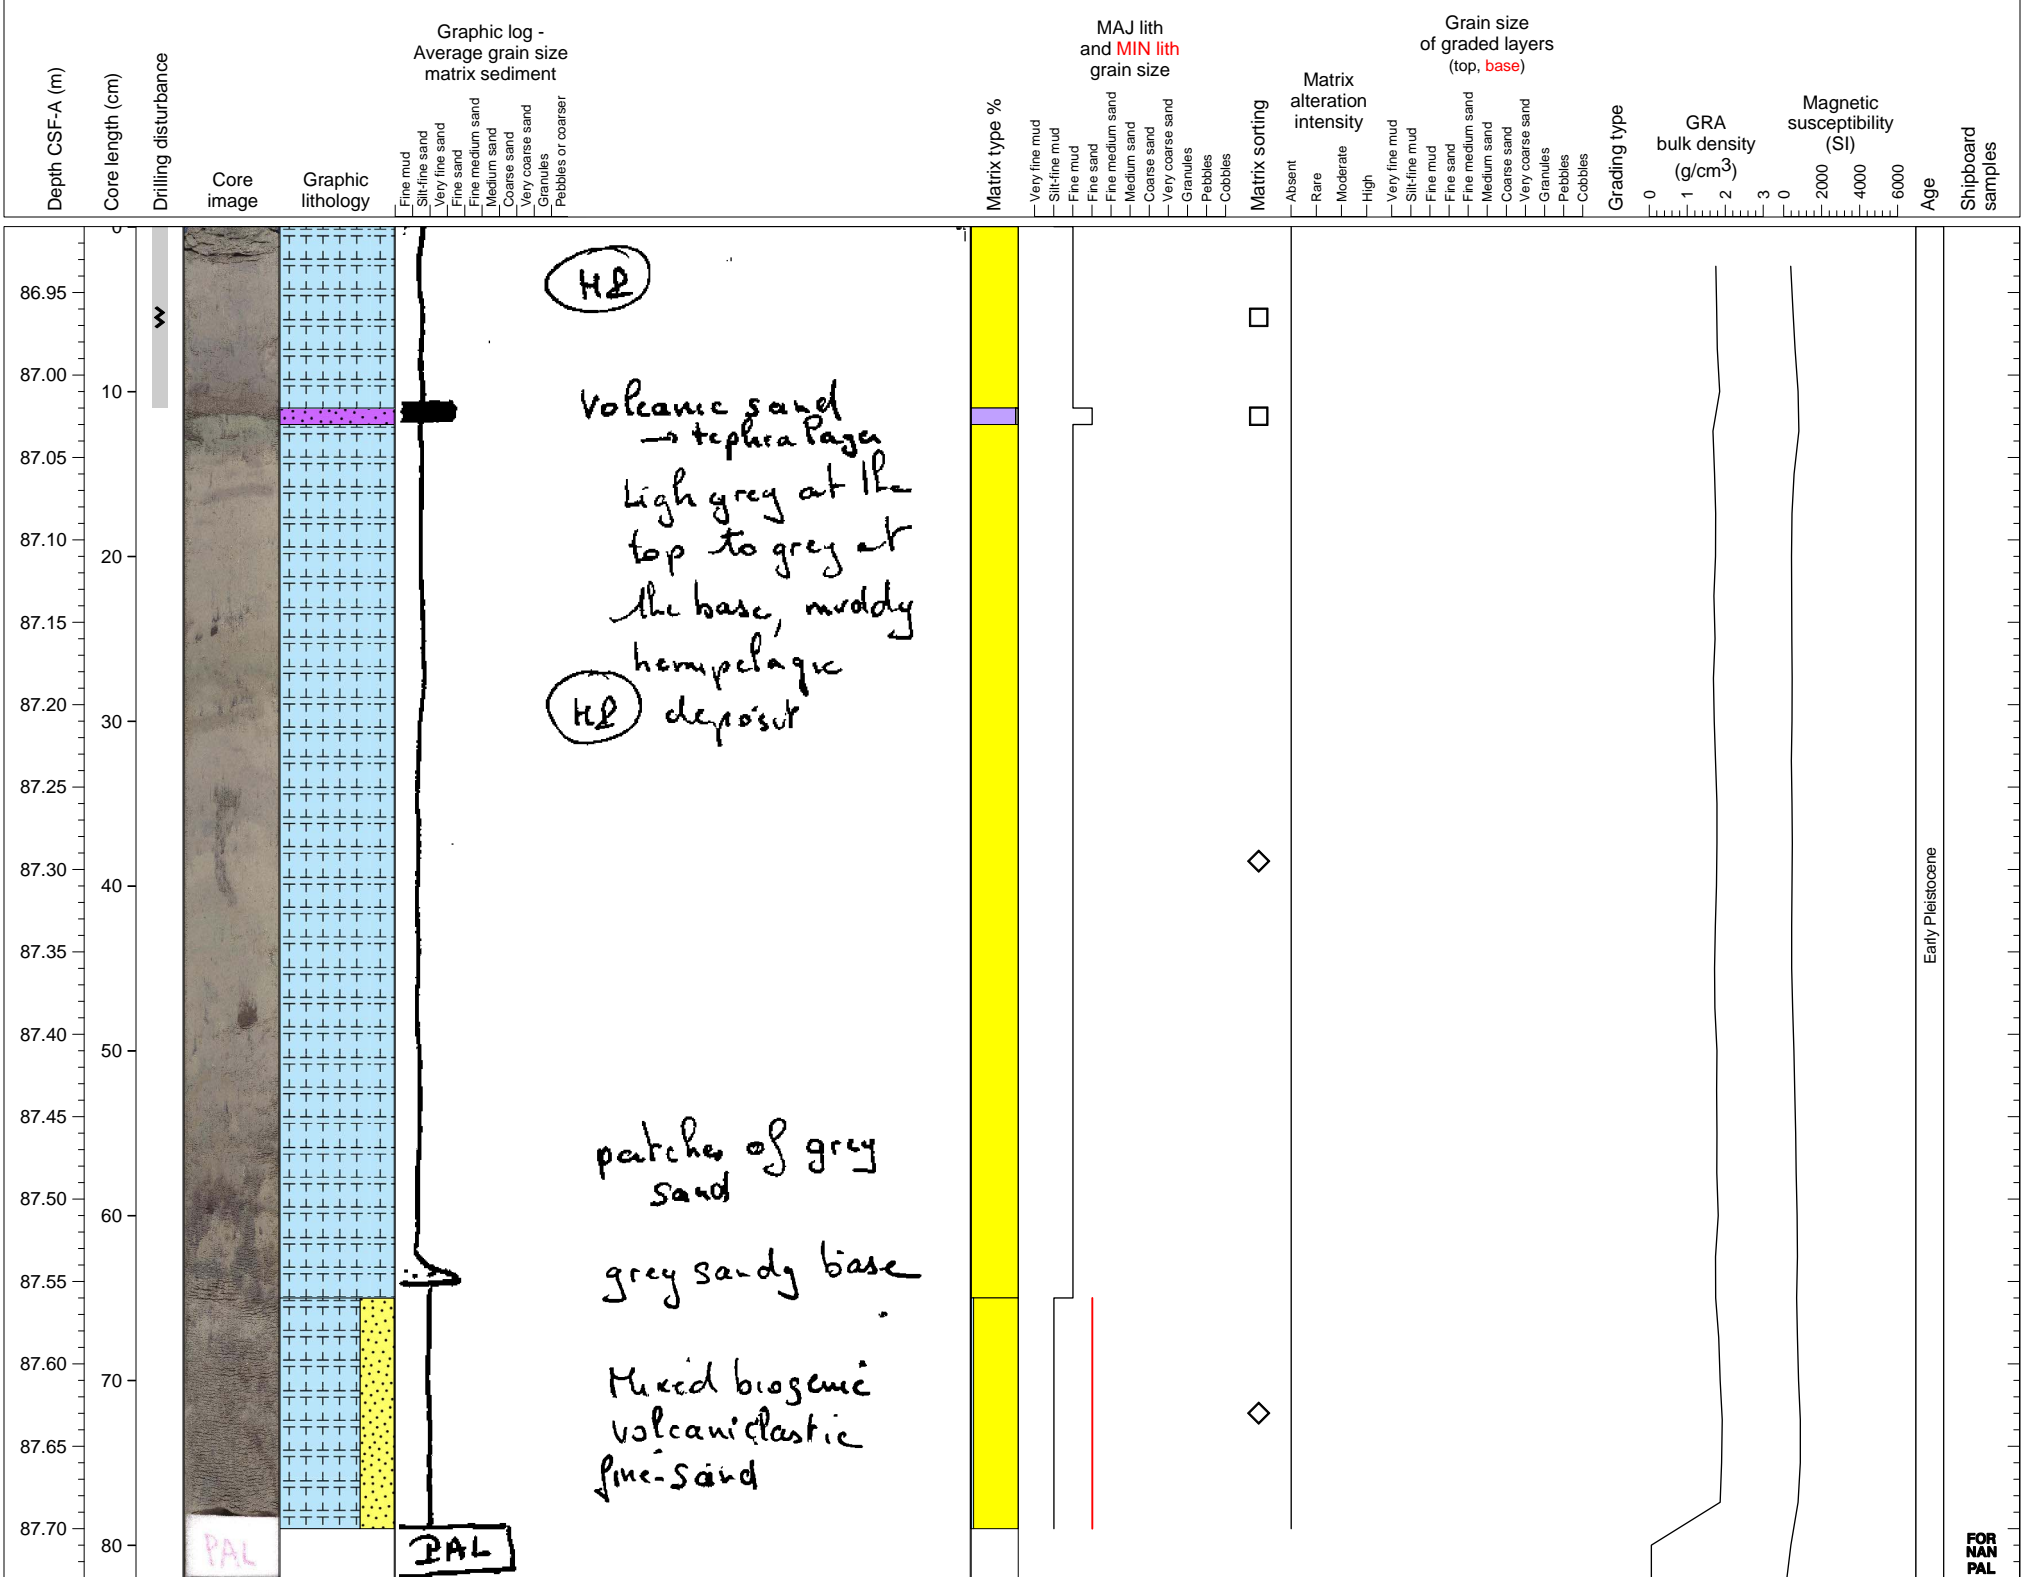 Depth CSF-A (m)
Core length (cm)
Drilling disturbance
Core
image
Graphic
lithology
Graphic log -
Average grain size
matrix sediment
Fine mud
Silt-fine sand
Very fine sand
Fine sand
Fine medium sand
Medium sand
Coarse sand
Very coarse sand
Granules
Pebbles or coarser
Matrix type %
MAJ lith
and MIN lith
grain size
Very fine mud
Silt-fine mud
Fine mud
Fine sand
Fine medium sand
Medium sand
Coarse sand
Very coarse sand
Granules
Pebbles
Cobbles
Matrix sorting
Matrix
alteration
intensity
Absent
Rare
Moderate
High
Grain size
of graded layers
(top, base)
Very fine mud
Silt-fine mud
Fine mud
Fine sand
Fine medium sand
Medium sand
Coarse sand
Very coarse sand
Granules
Pebbles
Cobbles
Grading type
GRA
bulk density
(g/cm3)
0 1 2 3
Magnetic
susceptibility
(SI)
0 2000 4000 6000
Age
Shipboard
samples
86.95
87.00
87.05
87.10
87.15
87.20
87.25
87.30
87.35
87.40
87.45
87.50
87.55
87.60
87.65
87.70
0
10
20
30
40
50
60
70
80
PAL
Volcanic sand
→ tephra layer
Ligh grey at the
top to grey at
the base, muddy
hemipelagic
deposit
patches of grey
sand
grey sandy base
Mixed biogenic
volcaniclastic
fine-sand
PAL
Early Pleistocene
FOR
NAN
PAL